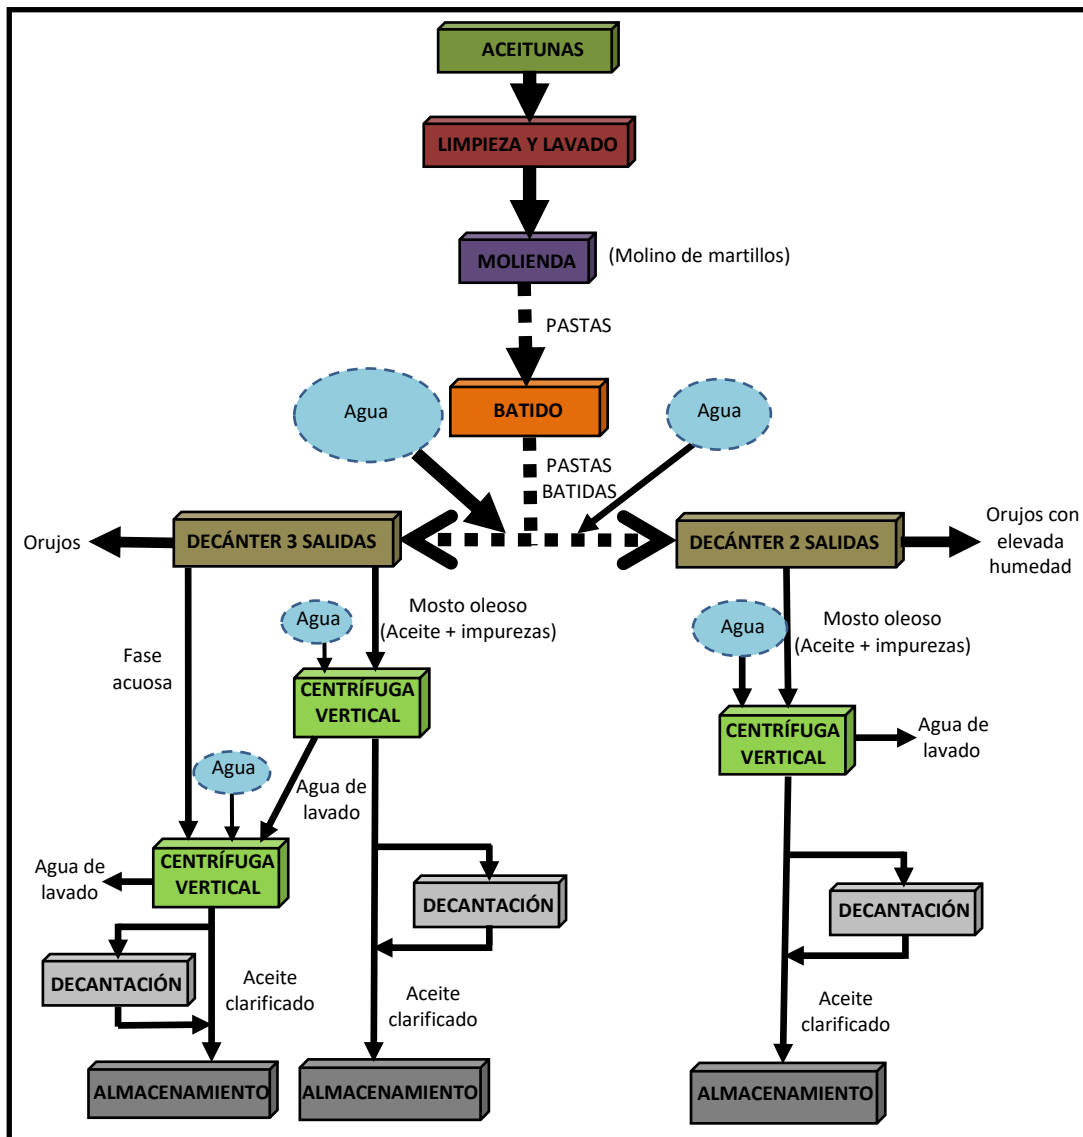 ACEITUNAS
LIMPIEZA Y LAVADO
MOLIENDA
(Molino de martillos)
PASTAS
Agua
BATIDO
Agua
PASTAS
BATIDAS
Orujos
DECÁNTER 3 SALIDAS
DECÁNTER 2 SALIDAS
Orujos con
elevada
humedad
Agua
Mosto oleoso
(Aceite + impurezas)
Agua
Mosto oleoso
(Aceite + impurezas)
Fase
acuosa
CENTRÍFUGA
VERTICAL
CENTRÍFUGA
VERTICAL
Agua de
lavado
Agua
Agua de
lavado
Agua de
lavado
CENTRÍFUGA
VERTICAL
DECANTACIÓN
DECANTACIÓN
DECANTACIÓN
Aceite
clarificado
Aceite
clarificado
Aceite
clarificado
ALMACENAMIENTO
ALMACENAMIENTO
ALMACENAMIENTO